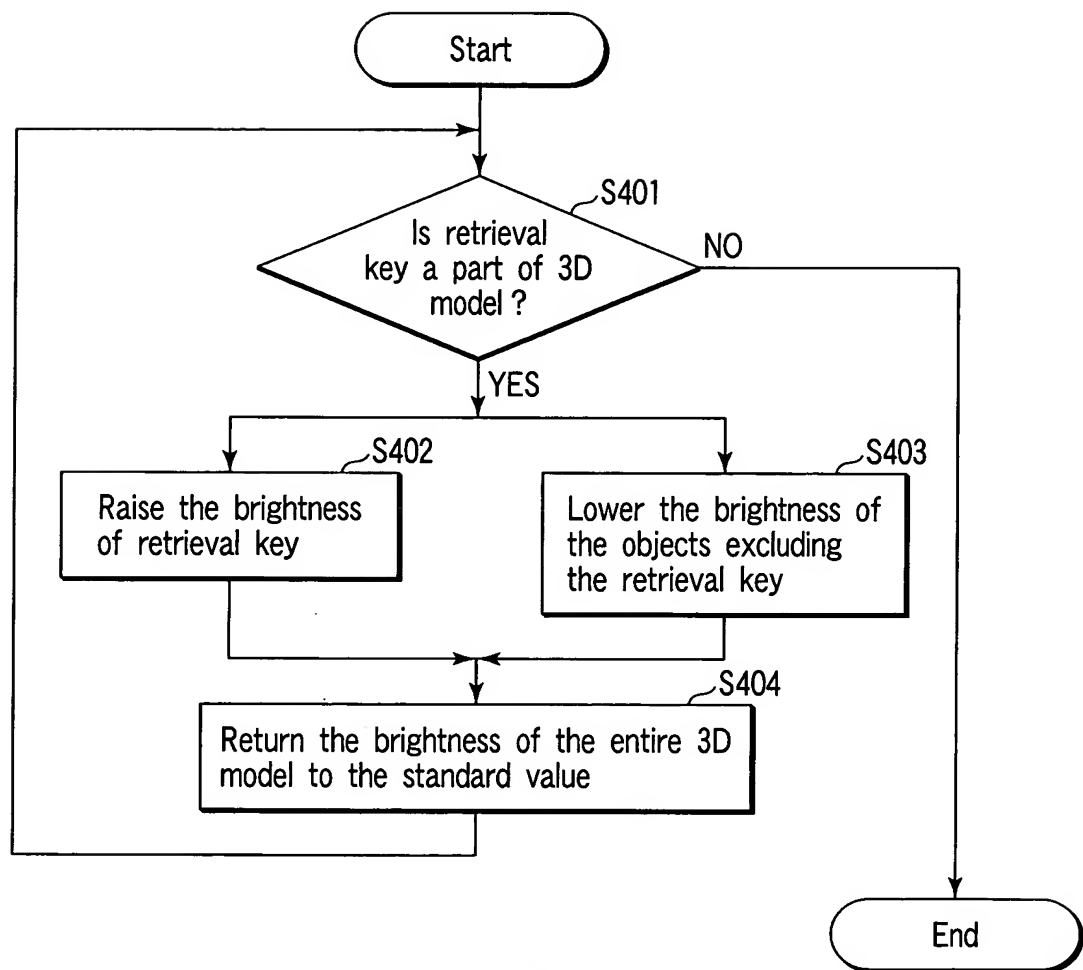 Start
S401
Is retrieval
key a part of 3D
model?
NO
YES
S402
Raise the brightness
of retrieval key
S403
Lower the brightness of
the objects excluding
the retrieval key
S404
Return the brightness of the entire 3D
model to the standard value
End